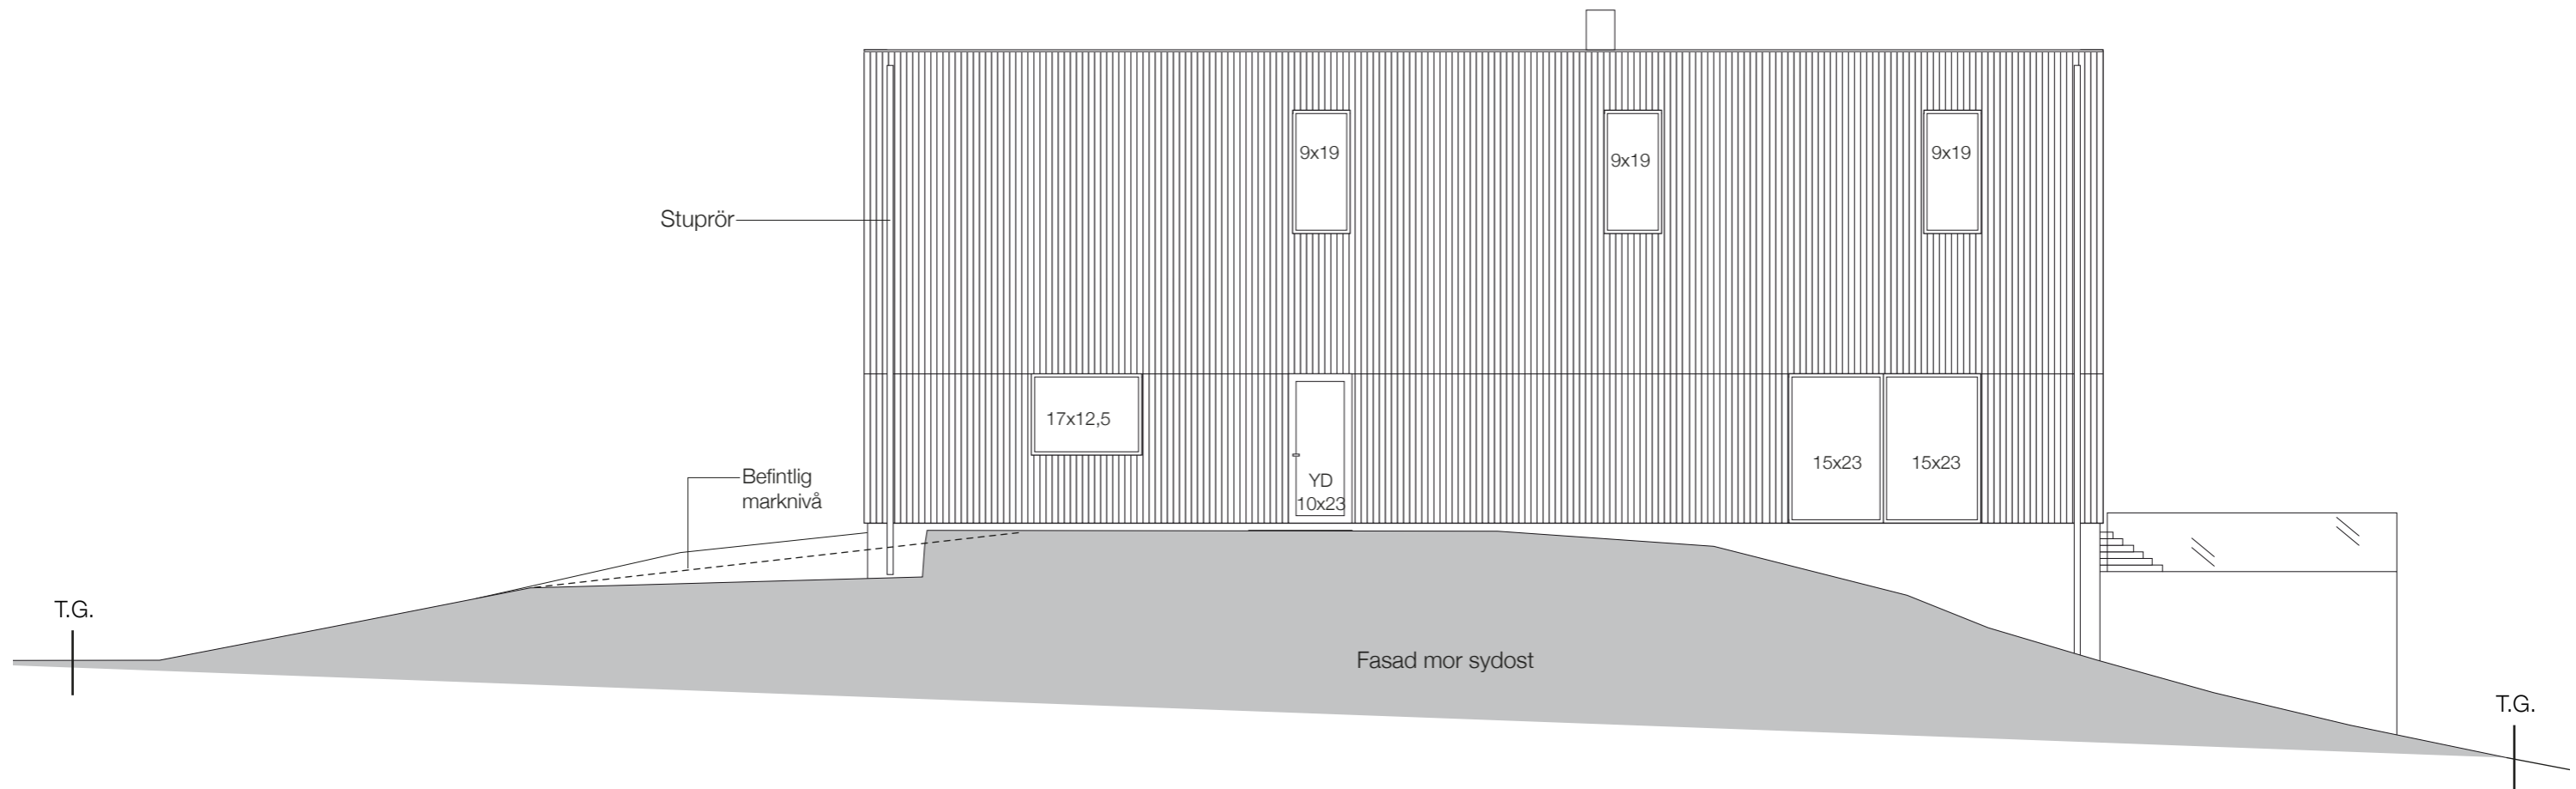 9x19
9x19
9x19
Stuprör
17x12,5
15x23
15x23
YD
10x23
Befintlig
marknivå
T.G.
Fasad mor sydost
T.G.